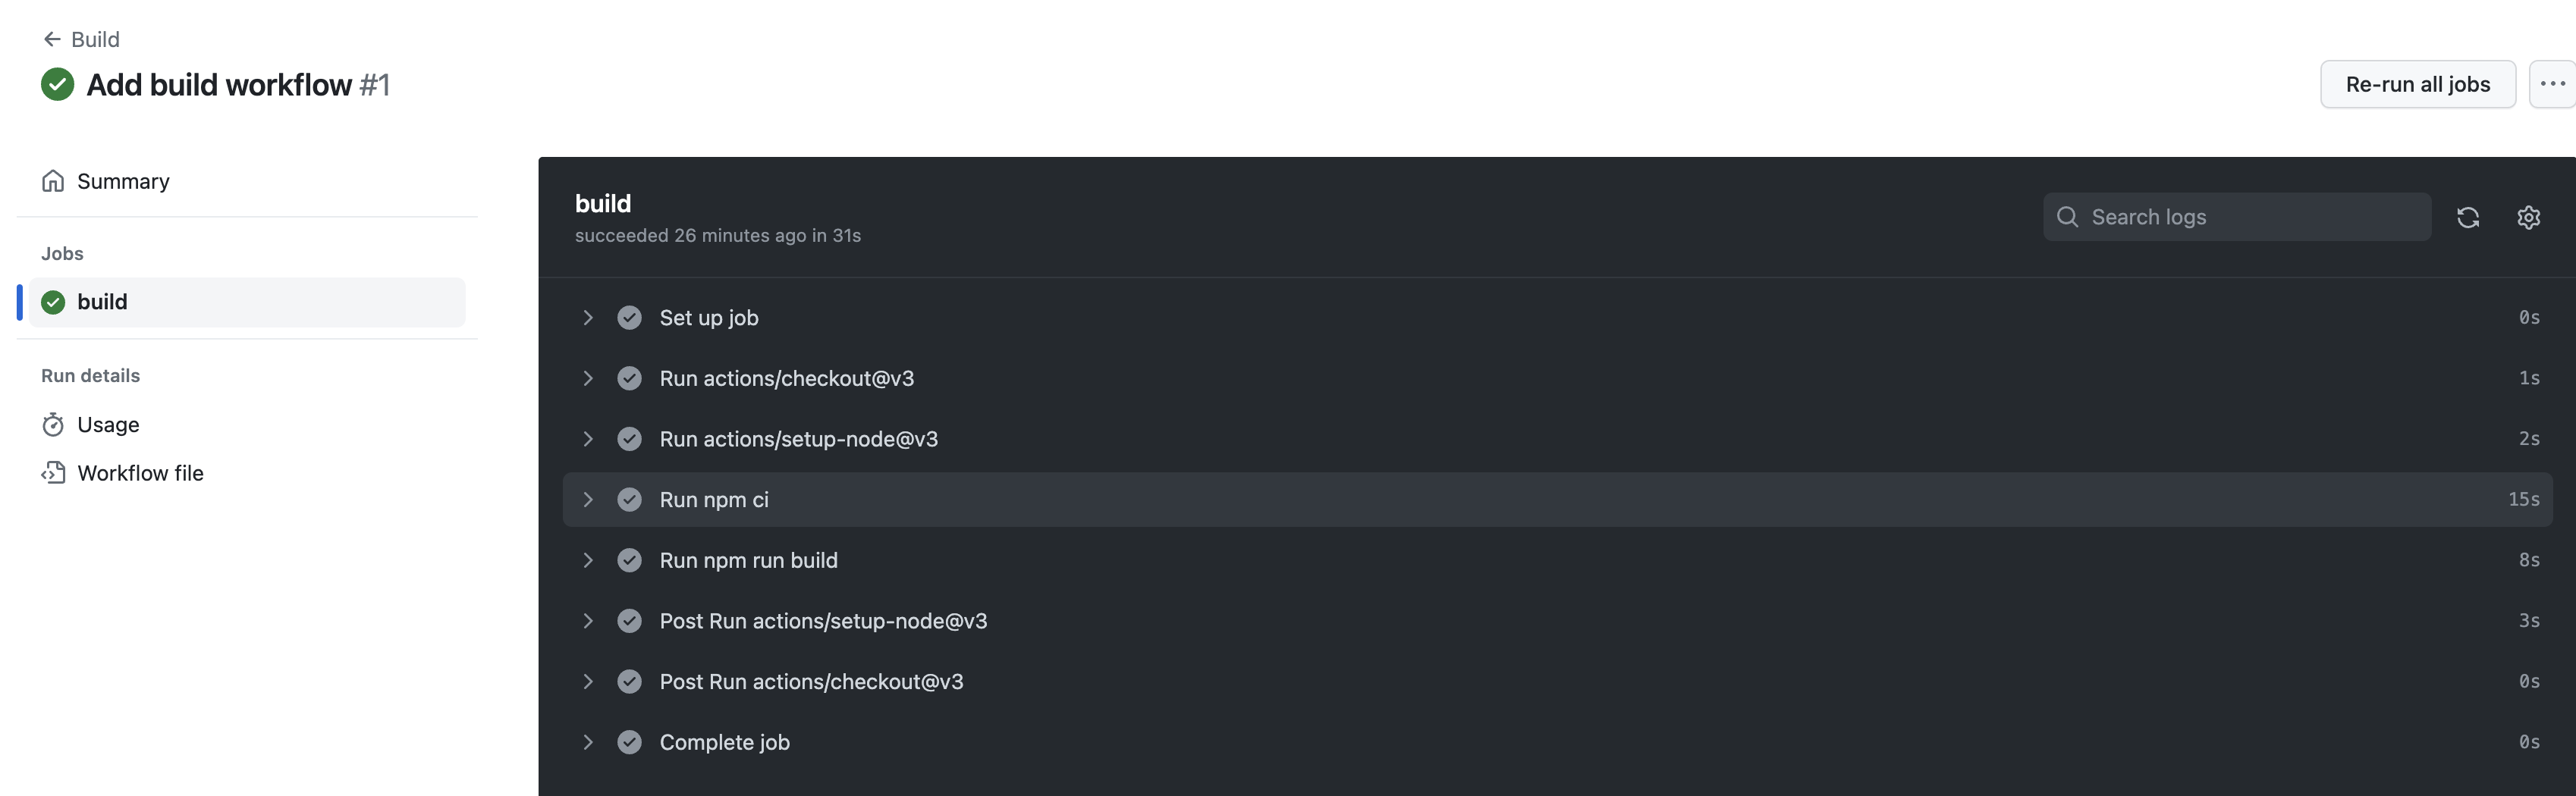 Build
Add build workflow #1
Re-run all jobs
Summary
Jobs
build
Run details
Usage
Workflow file
build
succeeded 26 minutes ago in 31s
Search logs
Set up job 0s
Run actions/checkout@v3 1s
Run actions/setup-node@v3 2s
Run npm ci 15s
Run npm run build 8s
Post Run actions/setup-node@v3 3s
Post Run actions/checkout@v3 0s
Complete job 0s